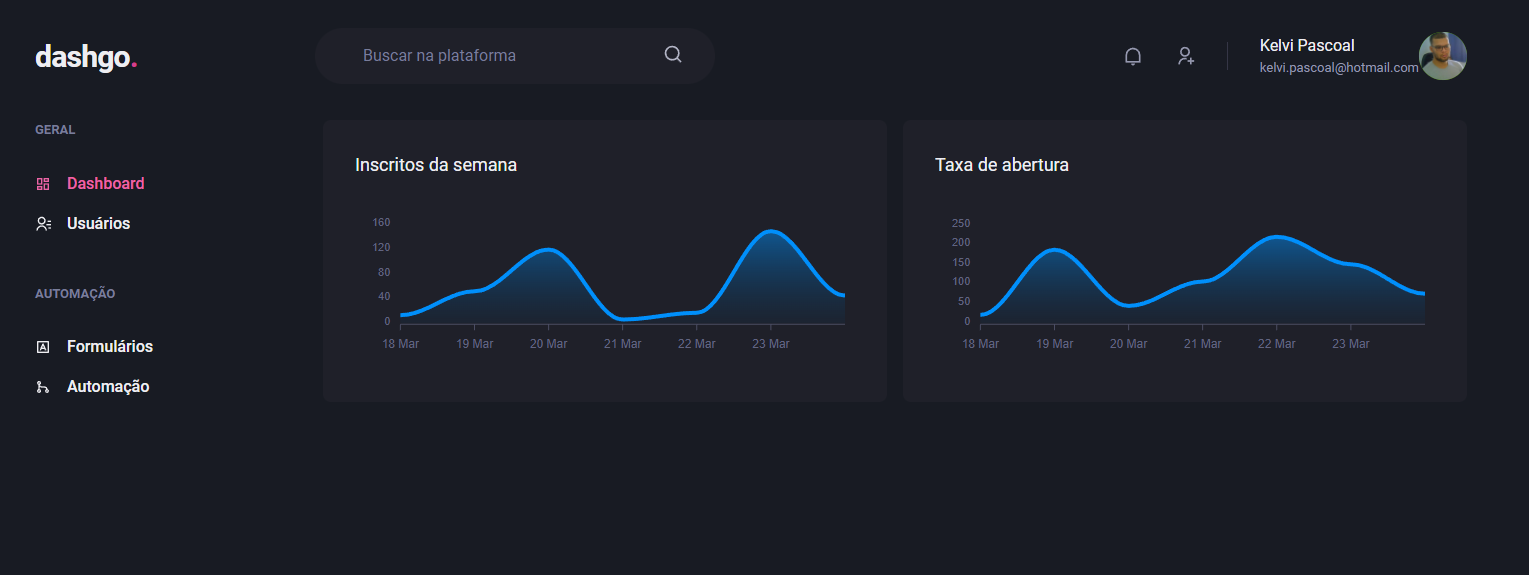 dashgo.
Buscar na plataforma
Kelvi Pascoal
kelvi.pascoal@hotmail.com
GERAL
Dashboard
Usuários
AUTOMAÇÃO
Formulários
Automação
Inscritos da semana
160
120
80
40
0
18 Mar 19 Mar 20 Mar 21 Mar 22 Mar 23 Mar
Taxa de abertura
250
200
150
100
50
0
18 Mar 19 Mar 20 Mar 21 Mar 22 Mar 23 Mar